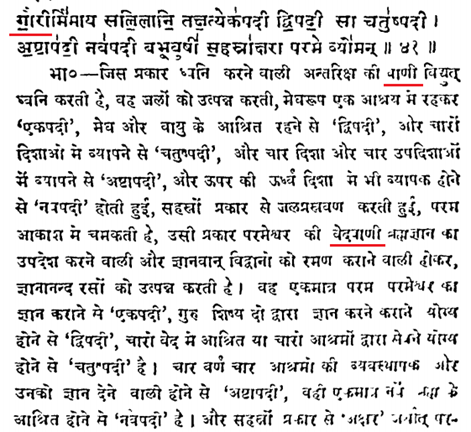 गौरीर्मिमाय सलिलानि तक्षत्येकपदी द्विपदी सा चतुष्पदी ।
अष्टापदी नवपदी बभूवुषी सहस्राक्षरा परमे व्योमन् ॥ ४१ ॥
भा०—जिस प्रकार ध्वनि करने वाली अन्तरिक्ष की वाणी विद्युत्
ध्वनि करती है, वह जलों को उत्पन्न करती, मेघरूप एक आश्रय में रहकर
'एकपदी', मेघ और वायु के आश्रित रहने से 'द्विपदी', और चारों
दिशाओं में व्यापने से 'चतुष्पदी', और चार दिशा और चार उपदिशाओं
में व्यापने से 'अष्टापदी', और ऊपर की ऊर्ध्व दिशा में भी व्यापक होने
से 'नवपदी' होती हुई, सहस्रों प्रकार से जलप्रस्रवण करती हुई, परम
आकाश में चमकती है, उसी प्रकार परमेश्वर की वेदवाणी ब्रह्मज्ञान का
उपदेश करने वाली और ज्ञानवान् विद्वानों को रमण कराने वाली होकर,
ज्ञानानन्द रसों को उत्पन्न करती है । वह एकमात्र परम परमेश्वर का
ज्ञान कराने में 'एकपदी', गुरु शिष्य दो द्वारा ज्ञान करने कराने योग्य
होने से 'द्विपदी', चारों वेद में आश्रित या चारों आश्रमों द्वारा योग्य
होने से 'चतुष्पदी' है । चार वर्ण चार आश्रमों की व्यवस्थापक और
उनको ज्ञान देने वाली होने से 'अष्टापदी', वही एकमात्र के
आश्रित होने में 'नवपदी' है । और सहस्रों प्रकार से 'अक्षर' अर्थात् पर-